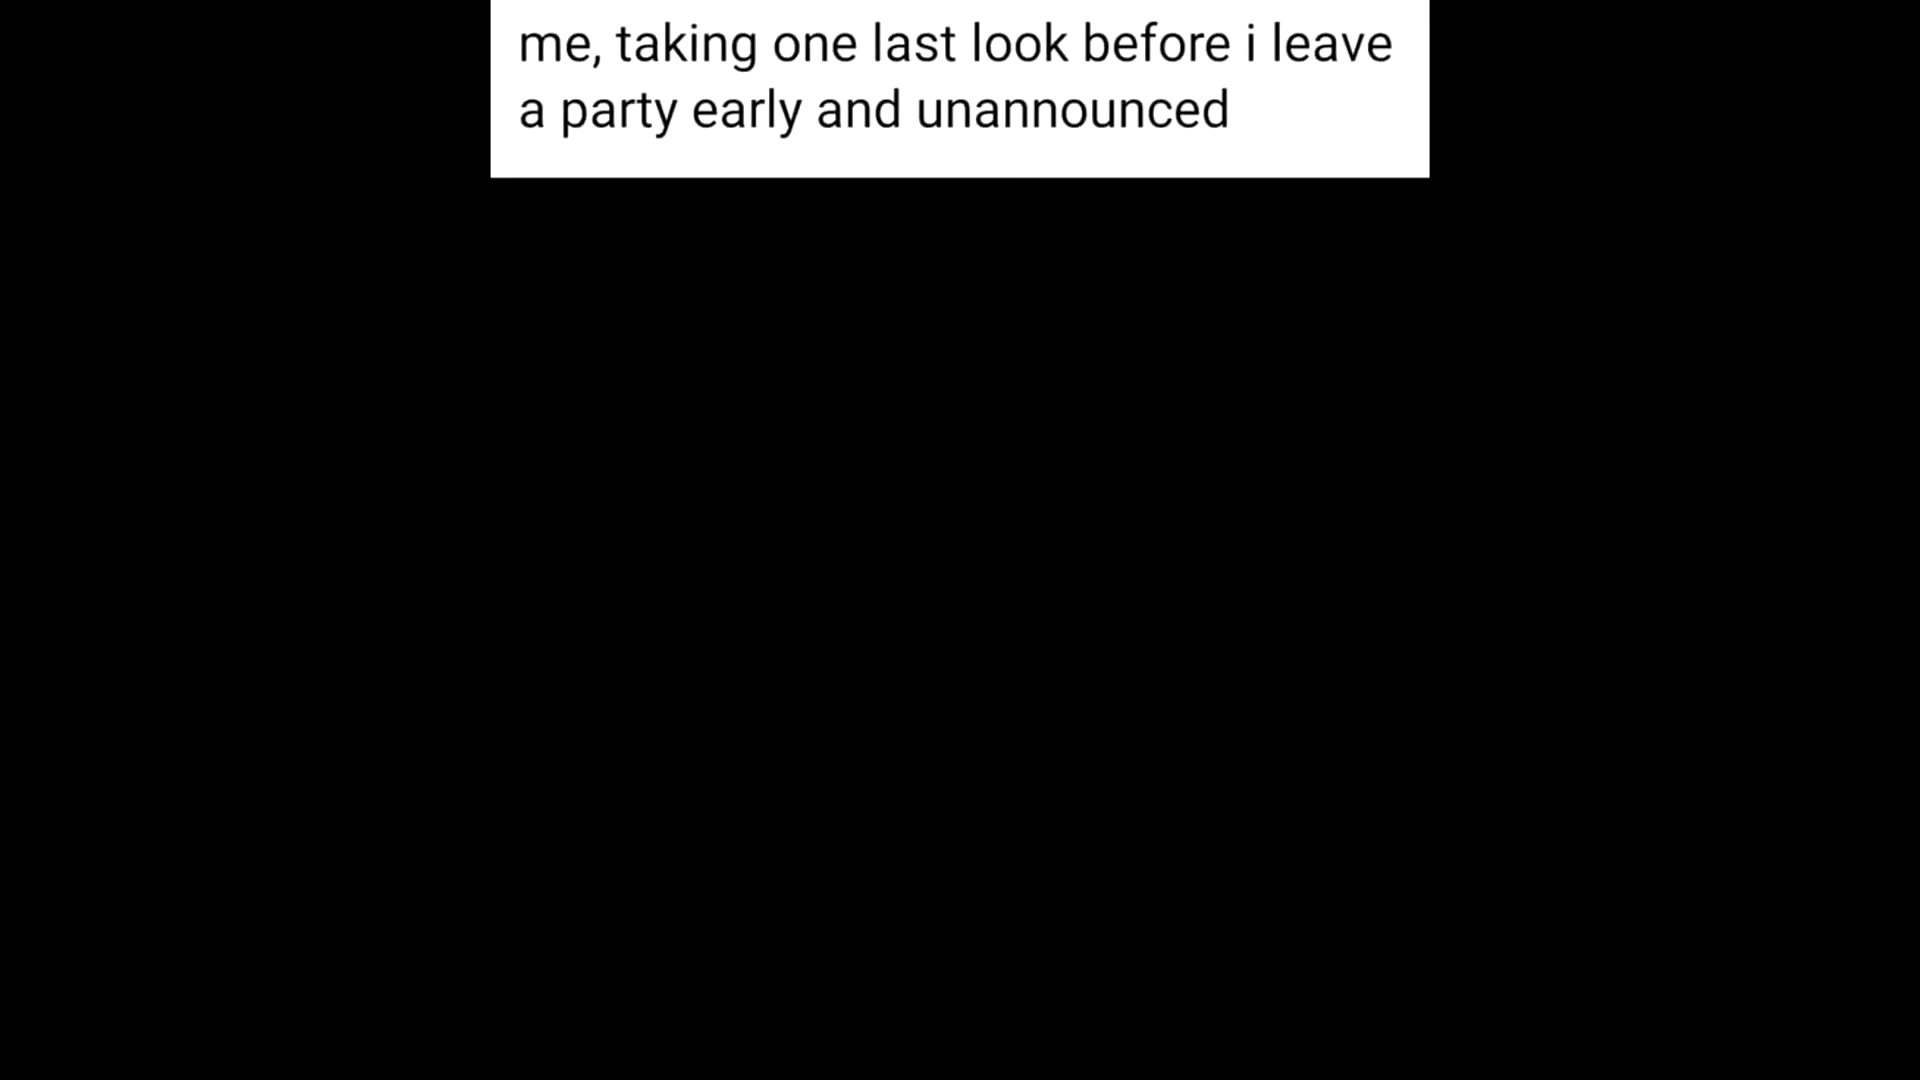 me, taking one last look before i leave
a party early and unannounced